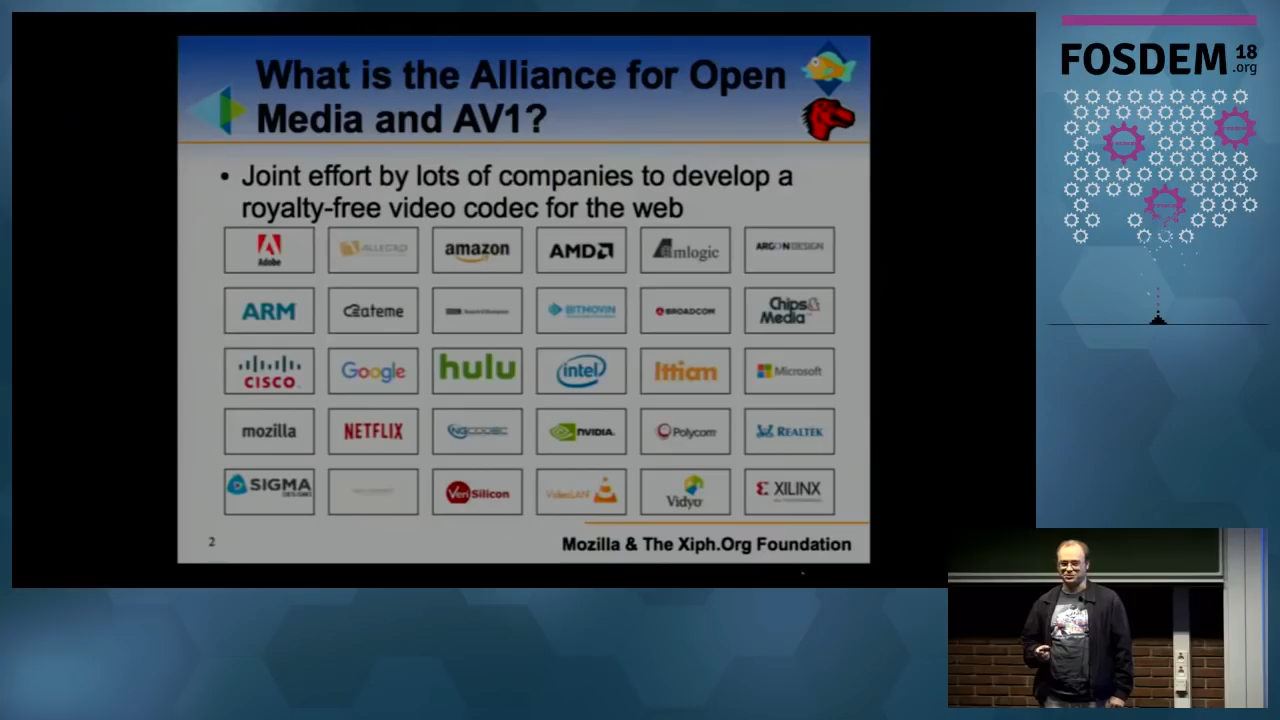 FOSDEM 18
.org
What is the Alliance for Open
Media and AV1?
• Joint effort by lots of companies to develop a
royalty-free video codec for the web
Adobe
ALLEGRO
amazon
AMD
Amlogic
ARGON DESIGN
ARM
ateme
BITMOVIN
BROADCOM
Chips&
Media
CISCO
Google
hulu
intel
Ittiam
Microsoft
mozilla
NETFLIX
NGCODEC
NVIDIA.
Polycom
REALTEK
SIGMA
VeriSilicon
VideoLAN
Vidyo
XILINX
2
Mozilla & The Xiph.Org Foundation